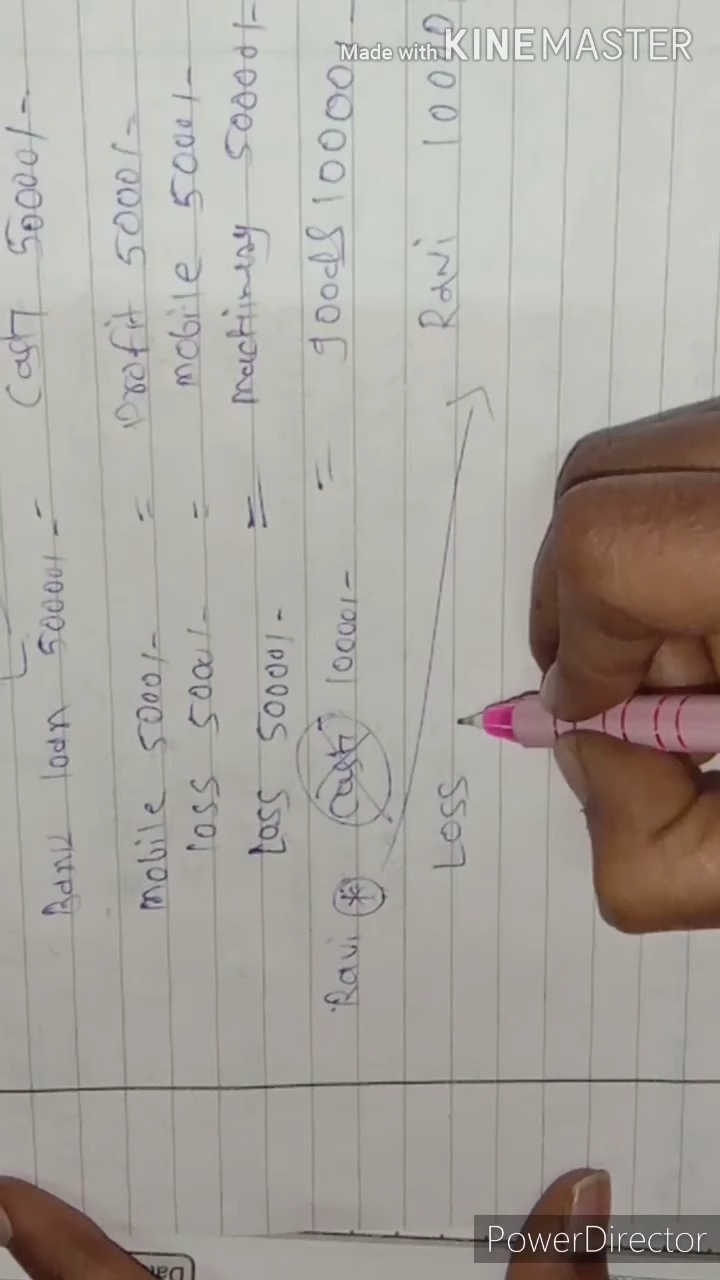 Made with KINEMASTER
Bank loan 50000/- Cash 50000/-
Mobile 5000/- = Profit 5000/-
Loss 5000/- = mobile 5000/-
Loss 50000/- = machinery 50000/-
Ravi * Cash 10000/- = goods 10000/-
Loss Ravi 10000
PowerDirector